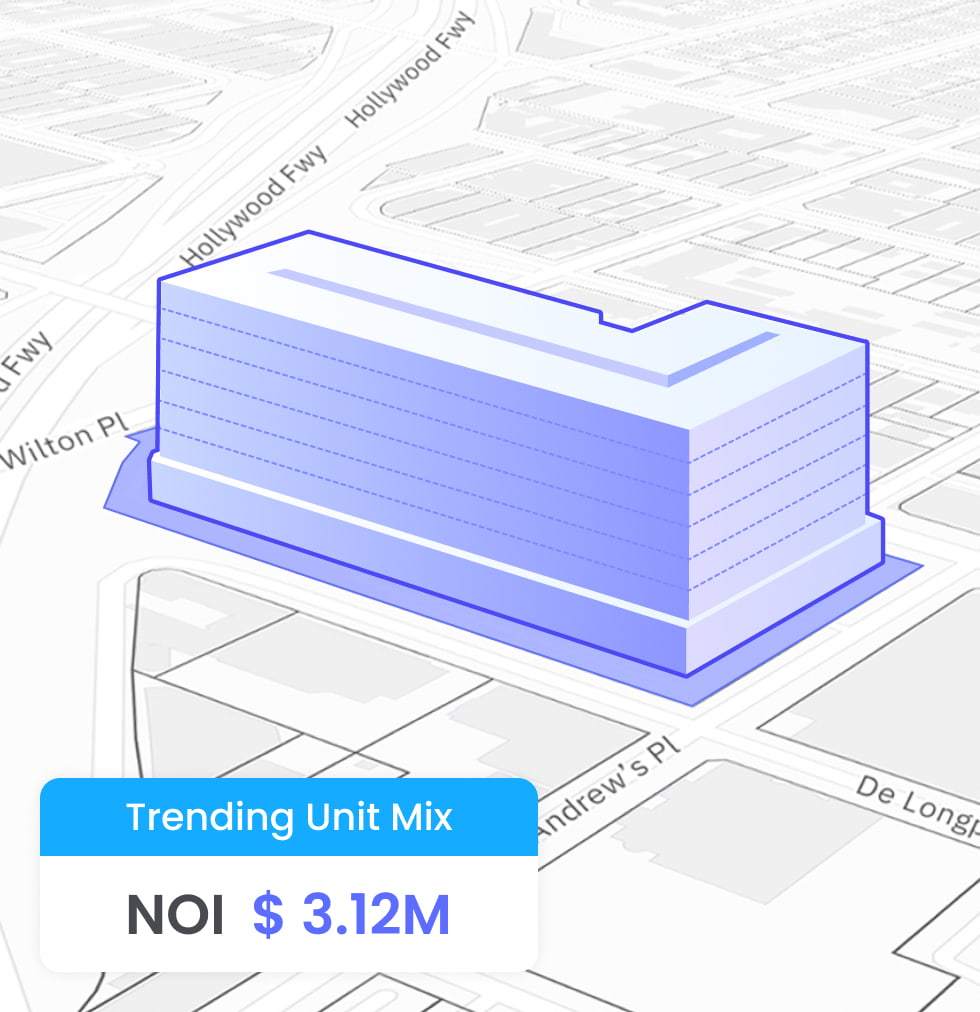 Hollywood Fwy
Hollywood Fwy
Fwy
Wilton Pl
Andrew's Pl
De Longp
Trending Unit Mix
NOI $ 3.12M